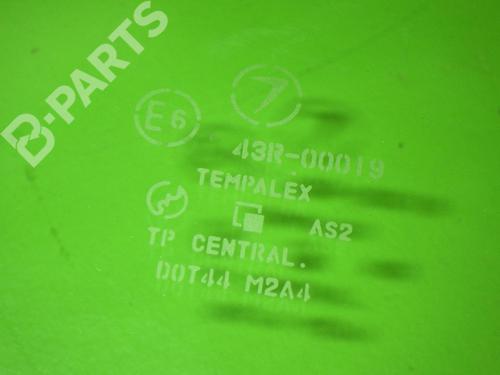 B-PARTS
E6
43R-00019
TEMPALEX
AS2
TP CENTRAL.
DOT44 M2A4